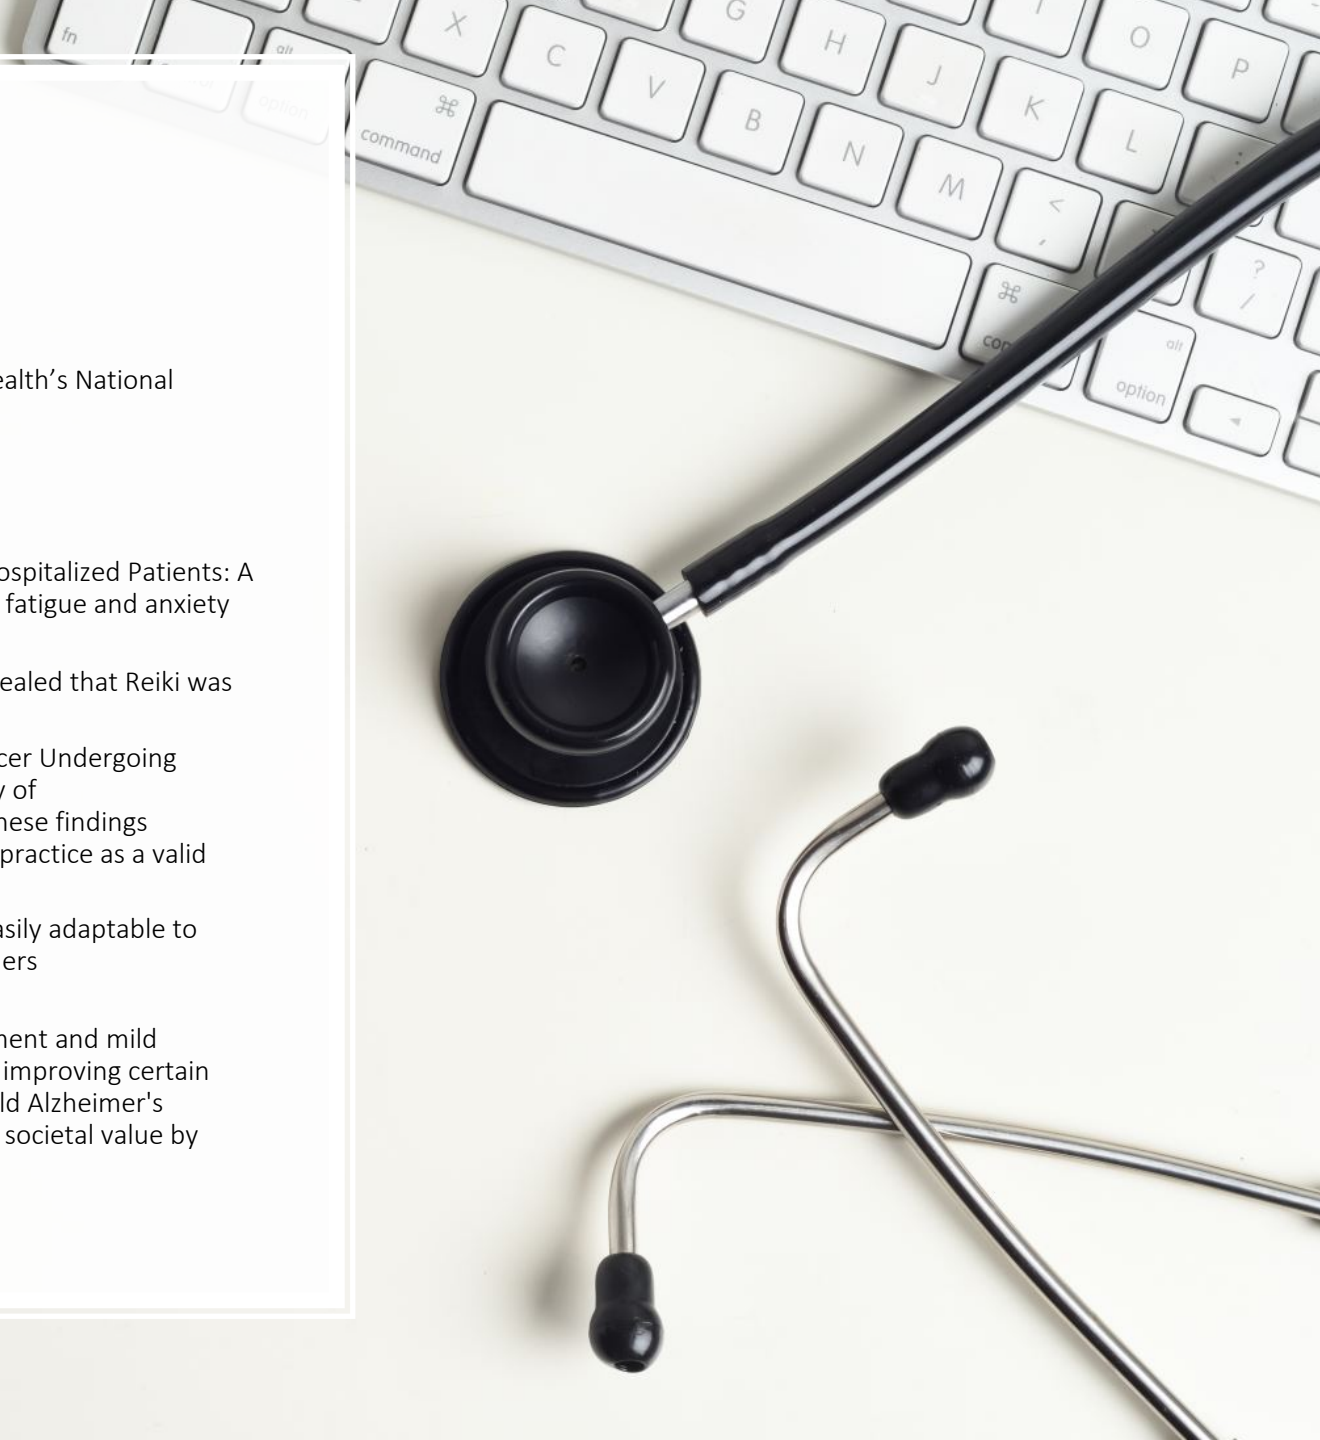 fn
alt
option
X
G
H
I
O
P
C
V
J
K
L
:
⌘
command
B
N
M
<
,
?
/
⌘
com
alt
option
ealth’s National
ospitalized Patients: A
fatigue and anxiety
ealed that Reiki was
cer Undergoing
y of
hese findings
practice as a valid
asily adaptable to
ers
ment and mild
improving certain
ld Alzheimer's
societal value by